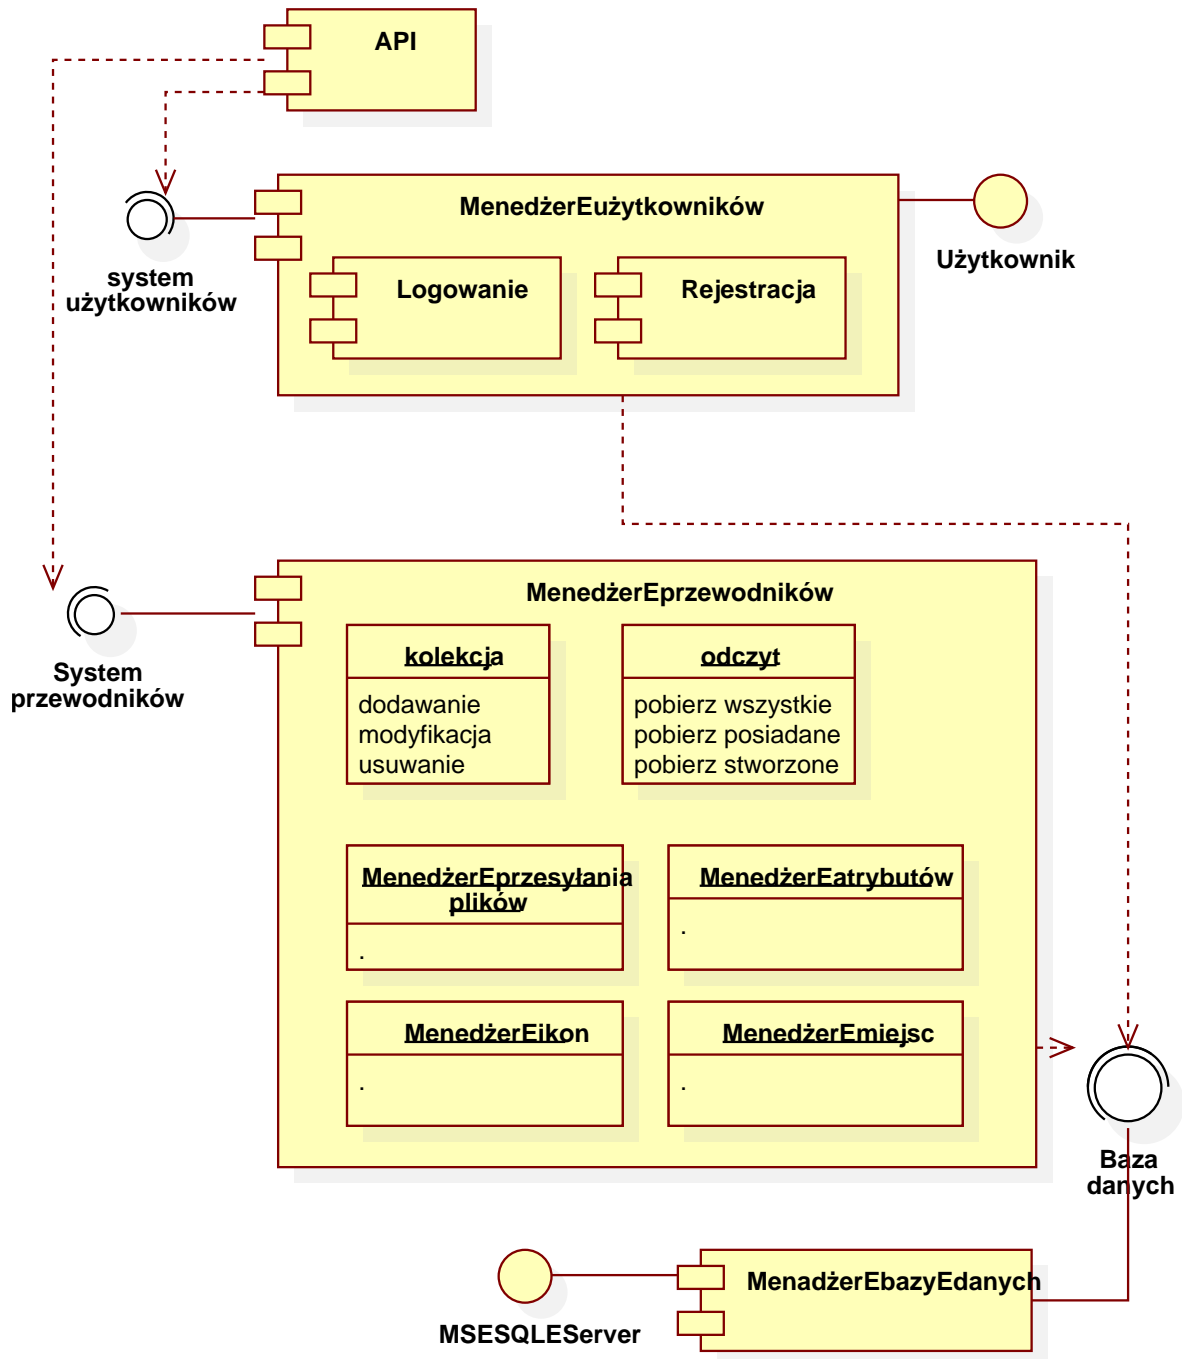 API
MenedżerEużytkowników
Użytkownik
system
użytkowników
Logowanie
Rejestracja
MenedżerEprzewodników
System
przewodników
kolekcja
dodawanie
modyfikacja
usuwanie
odczyt
pobierz wszystkie
pobierz posiadane
pobierz stworzone
MenedżerEprzesyłania
plików
.
MenedżerEatrybutów
.
MenedżerEikon
.
MenedżerEmiejsc
.
Baza
danych
MenadżerEbazyEdanych
MSESQLEServer